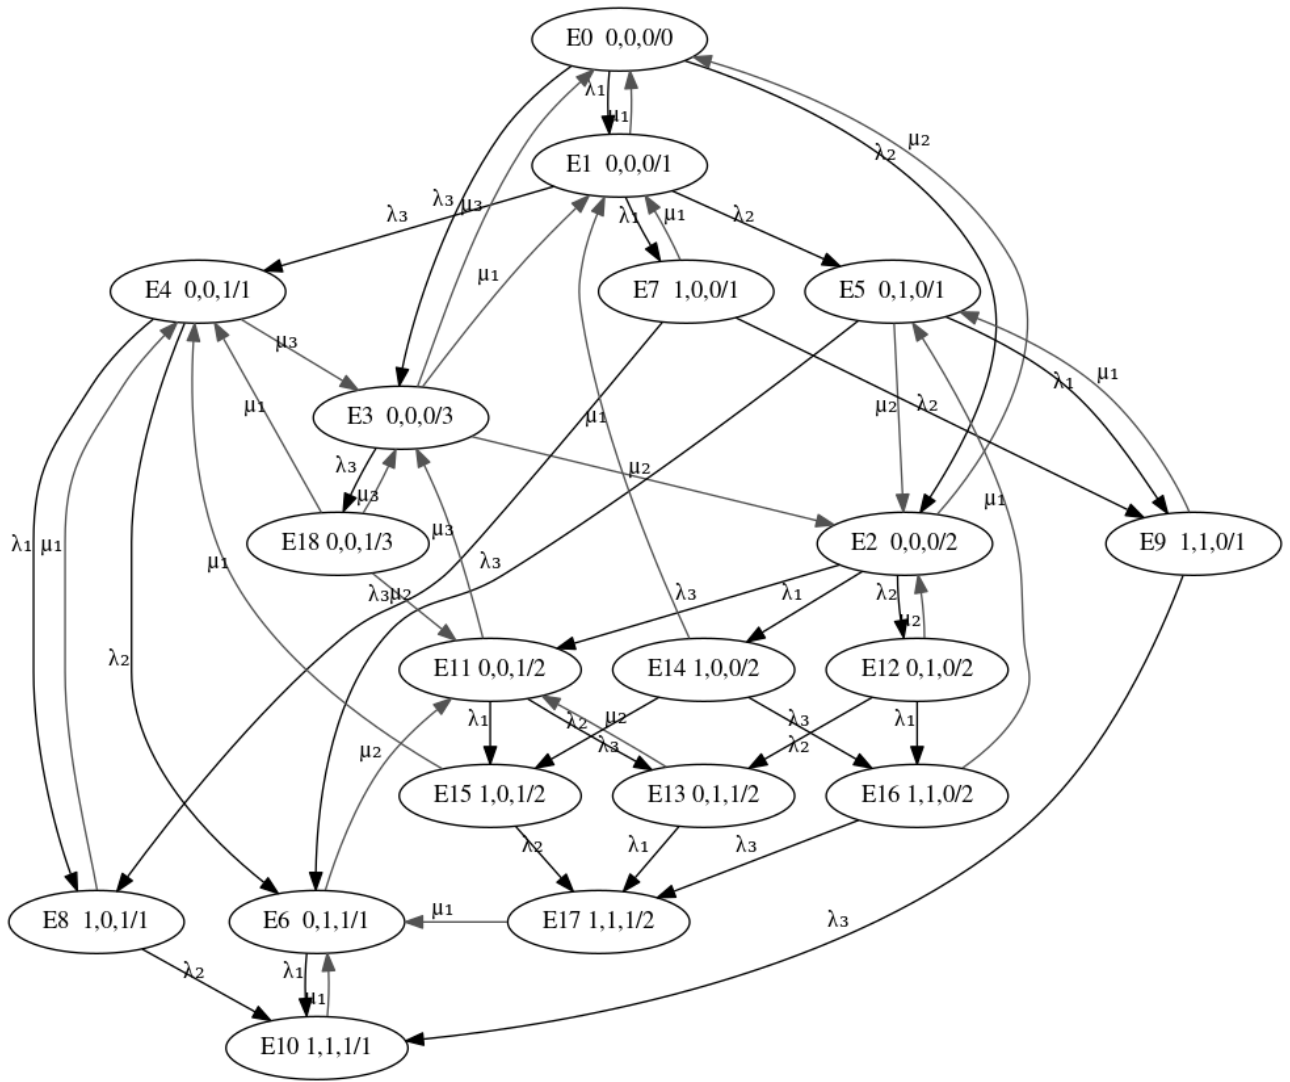 E0 0,0,0/0
λ₁
μ₁
μ₂
λ₂
E1 0,0,0/1
λ₃
λ₃
μ₃
λ₁
μ₁
λ₂
μ₁
E4 0,0,1/1
E7 1,0,0/1
E5 0,1,0/1
μ₃
μ₁
λ₁
μ₁
E3 0,0,0/3
μ₁
μ₂
λ₂
λ₃
μ₃
μ₂
μ₁
λ₁
μ₁
E18 0,0,1/3
μ₃
E2 0,0,0/2
E9 1,1,0/1
μ₁
λ₃
λ₃
μ₂
λ₃
λ₁
λ₂
μ₂
λ₂
E11 0,0,1/2
E14 1,0,0/2
E12 0,1,0/2
μ₂
λ₁
λ₂
μ₂
λ₃
λ₃
λ₂
λ₁
E15 1,0,1/2
E13 0,1,1/2
E16 1,1,0/2
λ₂
λ₁
λ₃
E8 1,0,1/1
E6 0,1,1/1
μ₁
E17 1,1,1/2
λ₃
λ₂
λ₁
μ₁
E10 1,1,1/1